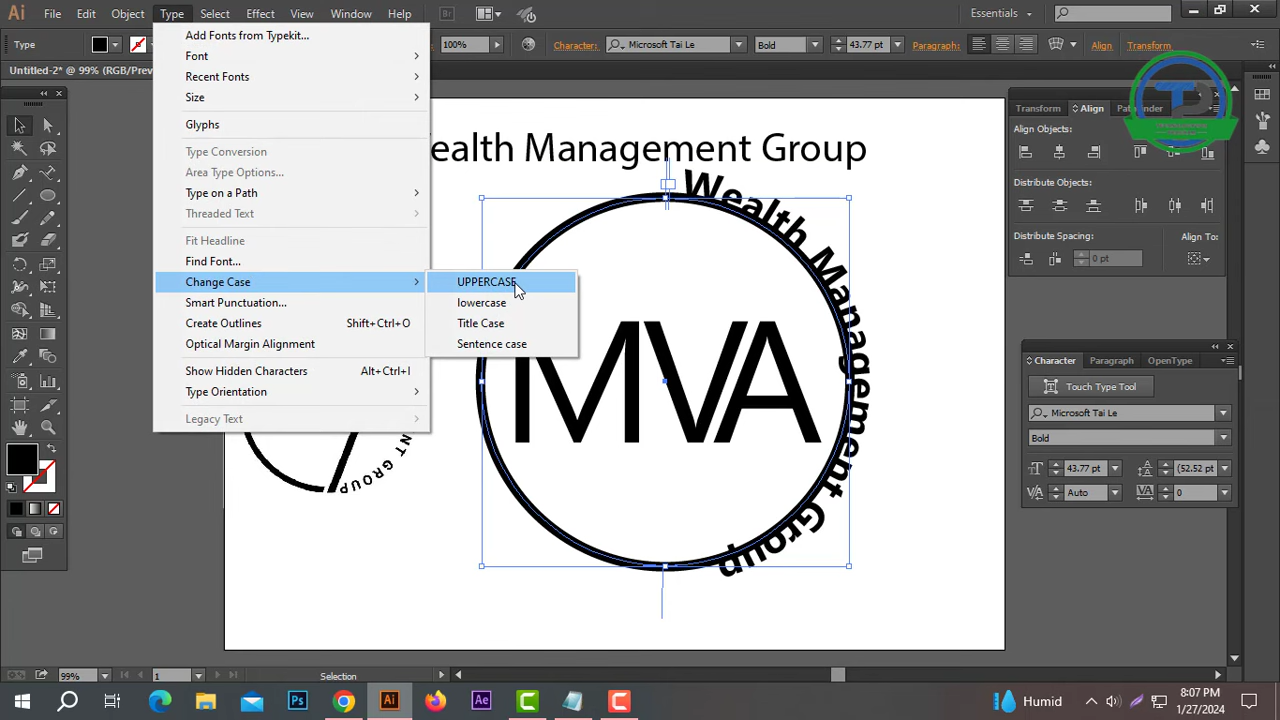 Ai File Edit Object Type Select Effect View Window Help Br Essentials
Type 100% Character: Microsoft Tai Le Bold 43.77 pt Paragraph: Align Transform
Untitled-2* @ 99% (RGB/Prev
Add Fonts from Typekit...
Font
Recent Fonts
Size
Glyphs
Type Conversion
Area Type Options...
Type on a Path
Threaded Text
Fit Headline
Find Font...
Change Case
Smart Punctuation...
Create Outlines Shift+Ctrl+O
Optical Margin Alignment
Show Hidden Characters Alt+Ctrl+I
Type Orientation
Legacy Text
UPPERCASE
lowercase
Title Case
Sentence case
ealth Management Group
Wealth Management Group
MVA
NT GROUP
Transform Align Pathfinder
Align Objects:
Distribute Objects:
Distribute Spacing: Align To:
0 pt
Character Paragraph OpenType
Touch Type Tool
Microsoft Tai Le
Bold
43.77 pt (52.52
Auto 0
99% 1 Selection
Ps Ai Ae
Humid
8:07 PM
1/27/2024